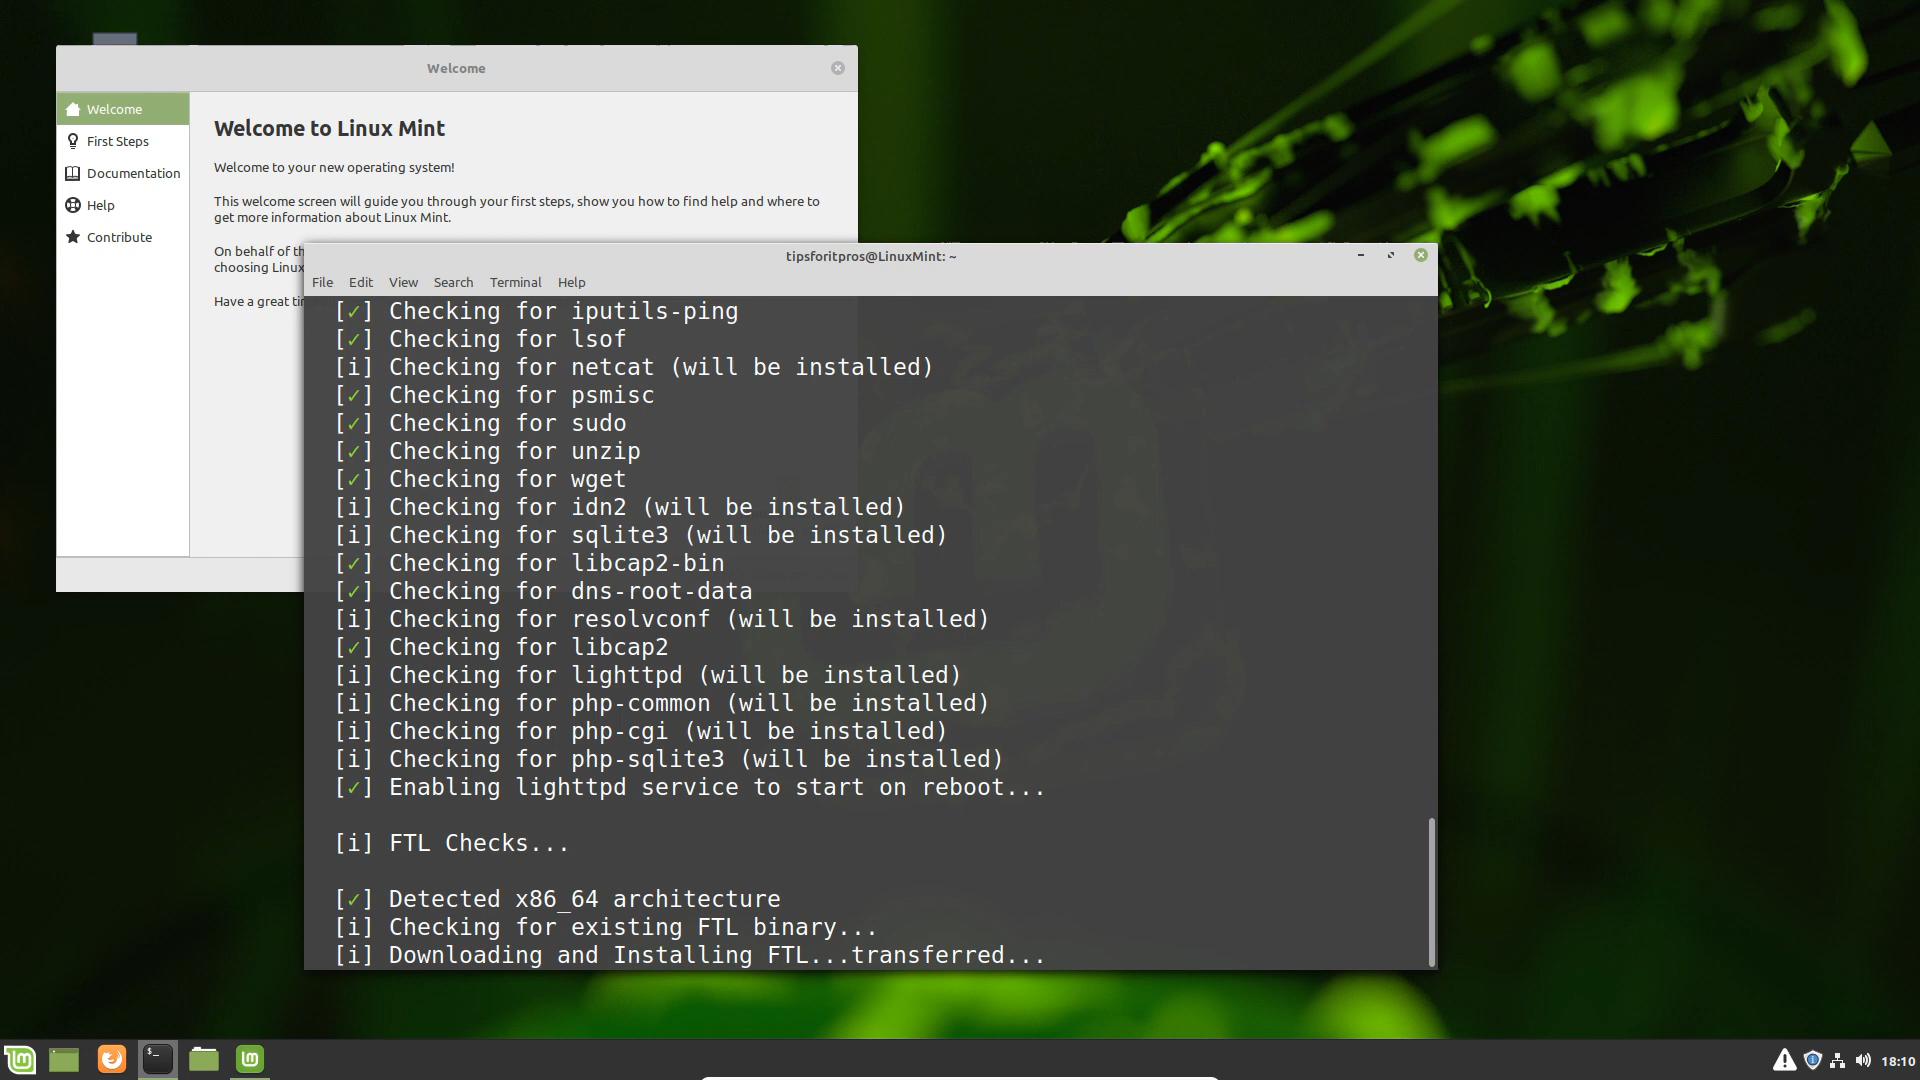 Welcome
Welcome
First Steps
Documentation
Help
Contribute
Welcome to Linux Mint
Welcome to your new operating system!
This welcome screen will guide you through your first steps, show you how to find help and where to
get more information about Linux Mint.
On behalf of th
choosing Linux
Have a great ti
tipsforitpros@LinuxMint: ~
File Edit View Search Terminal Help
[✓] Checking for iputils-ping
[✓] Checking for lsof
[i] Checking for netcat (will be installed)
[✓] Checking for psmisc
[✓] Checking for sudo
[✓] Checking for unzip
[✓] Checking for wget
[i] Checking for idn2 (will be installed)
[i] Checking for sqlite3 (will be installed)
[✓] Checking for libcap2-bin
[✓] Checking for dns-root-data
[i] Checking for resolvconf (will be installed)
[✓] Checking for libcap2
[i] Checking for lighttpd (will be installed)
[i] Checking for php-common (will be installed)
[i] Checking for php-cgi (will be installed)
[i] Checking for php-sqlite3 (will be installed)
[✓] Enabling lighttpd service to start on reboot...
[i] FTL Checks...
[✓] Detected x86_64 architecture
[i] Checking for existing FTL binary...
[i] Downloading and Installing FTL...transferred...
18:10